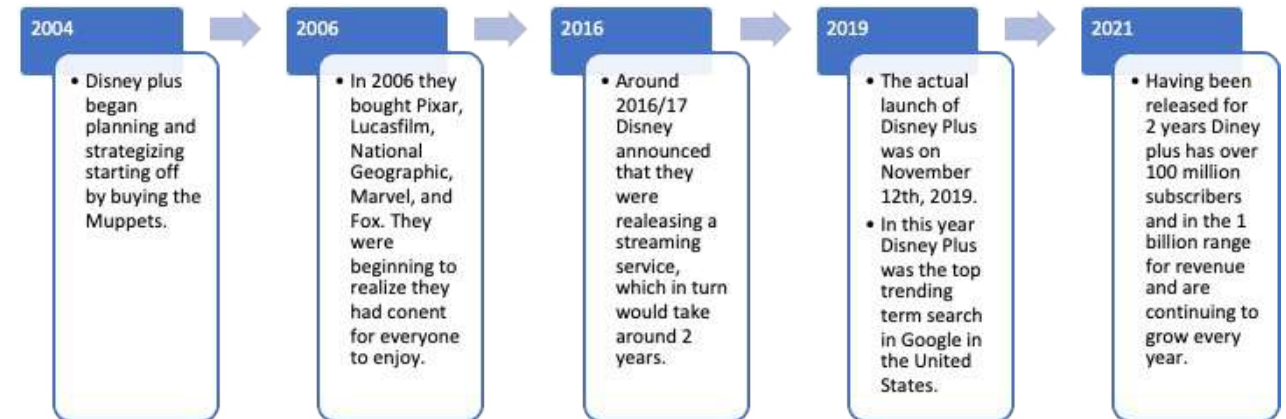 2004
• Disney plus
began
planning and
strategizing
starting off
by buying the
Muppets.
2006
• In 2006 they
bought Pixar,
Lucasfilm,
National
Geographic,
Marvel, and
Fox. They
were
beginning to
realize they
had conent
for everyone
to enjoy.
2016
• Around
2016/17
Disney
announced
that they
were
realeasing a
streaming
service,
which in turn
would take
around 2
years.
2019
• The actual
launch of
Disney Plus
was on
November
12th, 2019.
• In this year
Disney Plus
was the top
trending
term search
in Google in
the United
States.
2021
• Having been
released for
2 years Diney
plus has over
100 million
subscribers
and in the 1
billion range
for revenue
and are
continuing to
grow every
year.